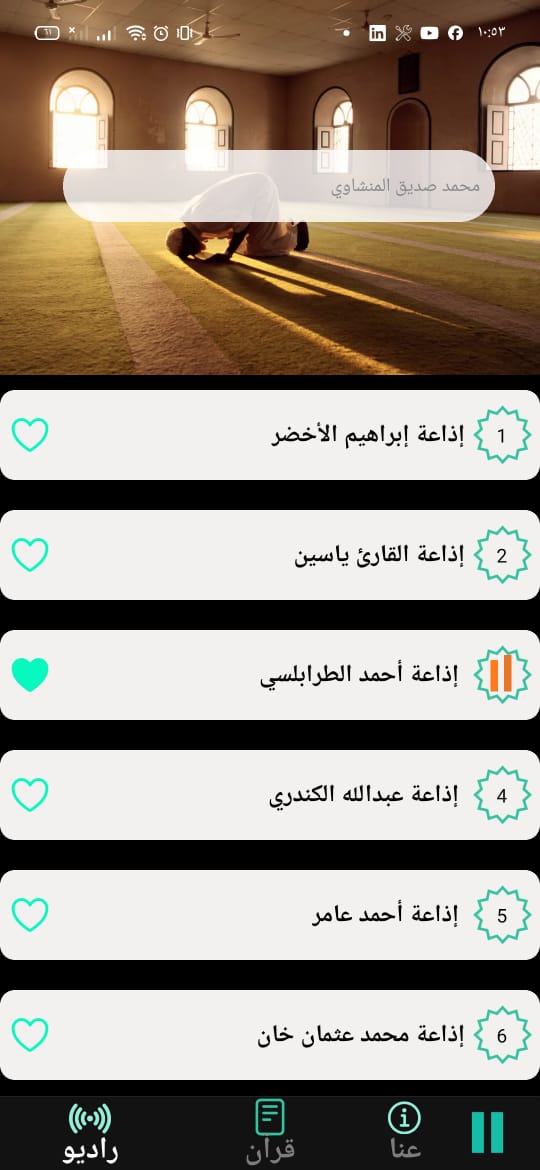 ١٠:٥٣
٦١
محمد صديق المنشاوي
1 إذاعة إبراهيم الأخضر
2 إذاعة القارئ ياسين
إذاعة أحمد الطرابلسي
4 إذاعة عبدالله الكندري
5 إذاعة أحمد عامر
6 إذاعة محمد عثمان خان
عنا
قرآن
راديو